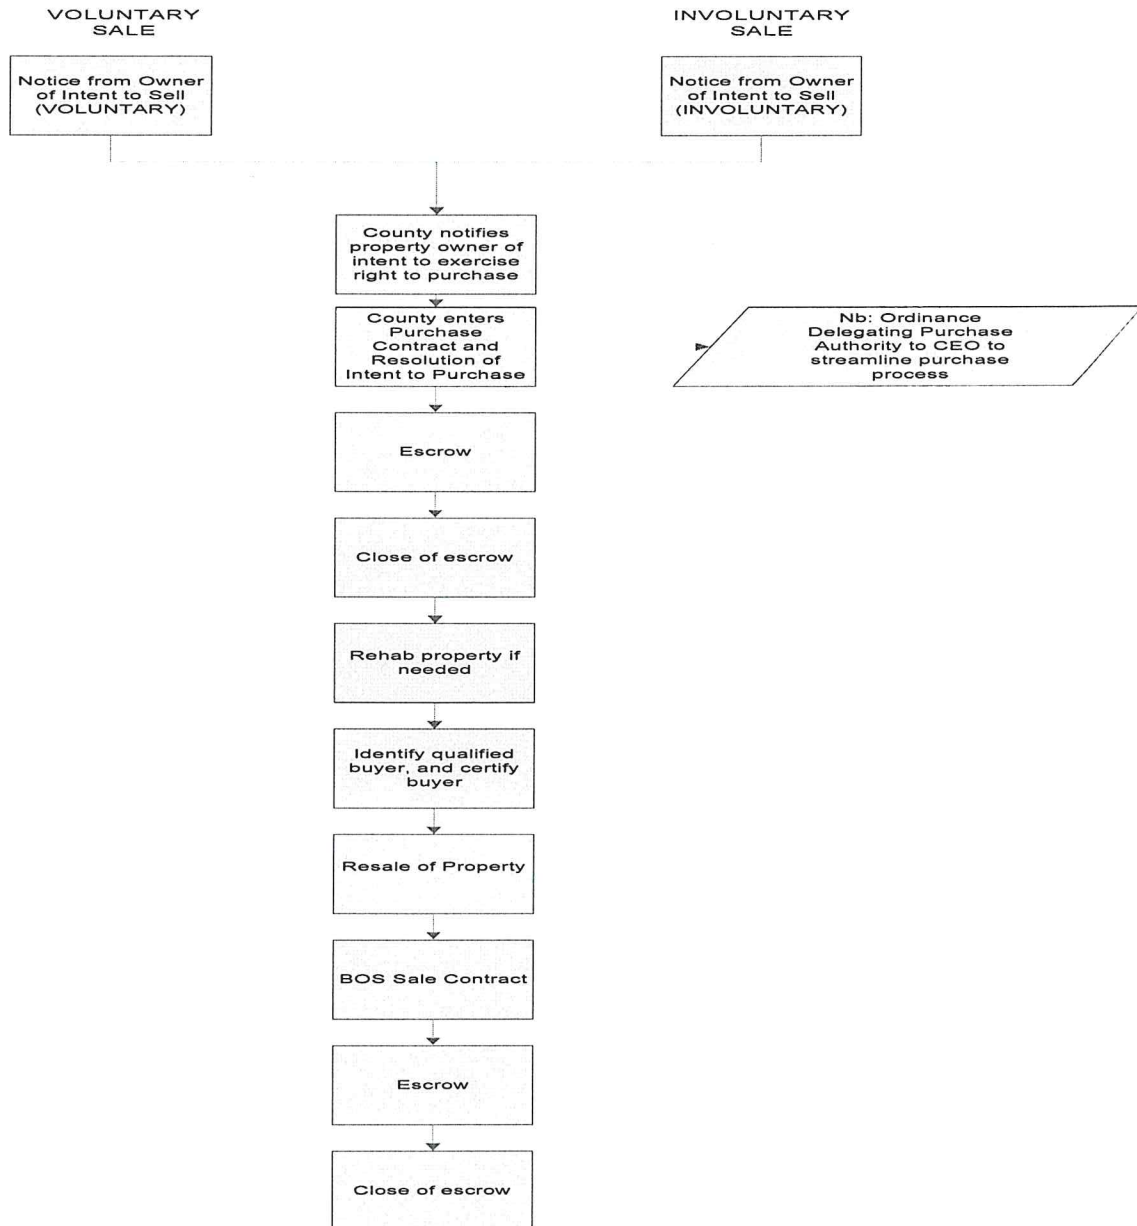 VOLUNTARY
SALE
INVOLUNTARY
SALE
Notice from Owner
of Intent to Sell
(VOLUNTARY)
Notice from Owner
of Intent to Sell
(INVOLUNTARY)
County notifies
property owner of
intent to exercise
right to purchase
County enters
Purchase
Contract and
Resolution of
Intent to Purchase
Nb: Ordinance
Delegating Purchase
Authority to CEO to
streamline purchase
process
Escrow
Close of escrow
Rehab property if
needed
Identify qualified
buyer, and certify
buyer
Resale of Property
BOS Sale Contract
Escrow
Close of escrow